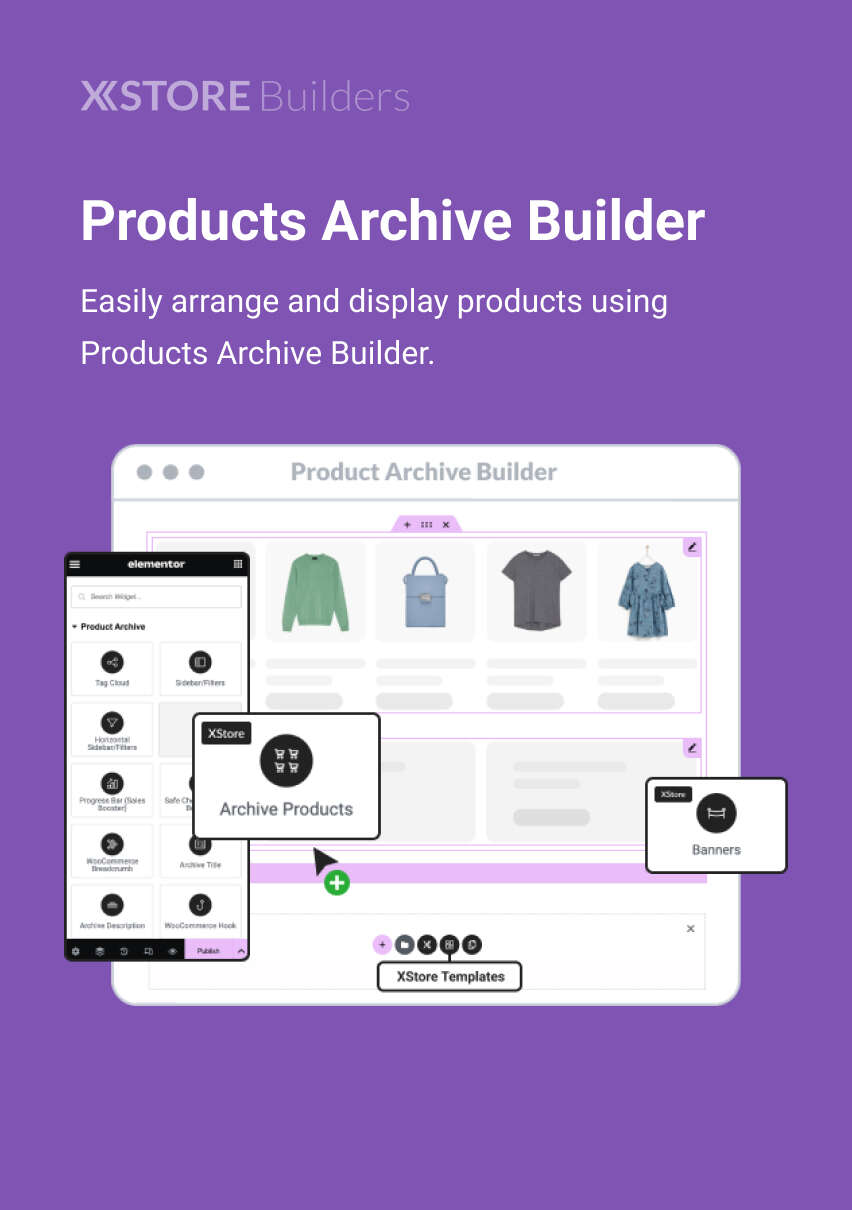 XSTORE Builders
Products Archive Builder
Easily arrange and display products using
Products Archive Builder.
Product Archive Builder
elementor
Search Widget...
Product Archive
Tag Cloud
Sidebar/Filters
Horizontal
Sidebar/Filters
XStore
Archive Products
Progress Bar (Sales
Booster)
Safe Ch
XStore
Banners
WooCommerce
Breadcrumb
Archive Title
Archive Description
WooCommerce Hook
Publish
XStore Templates